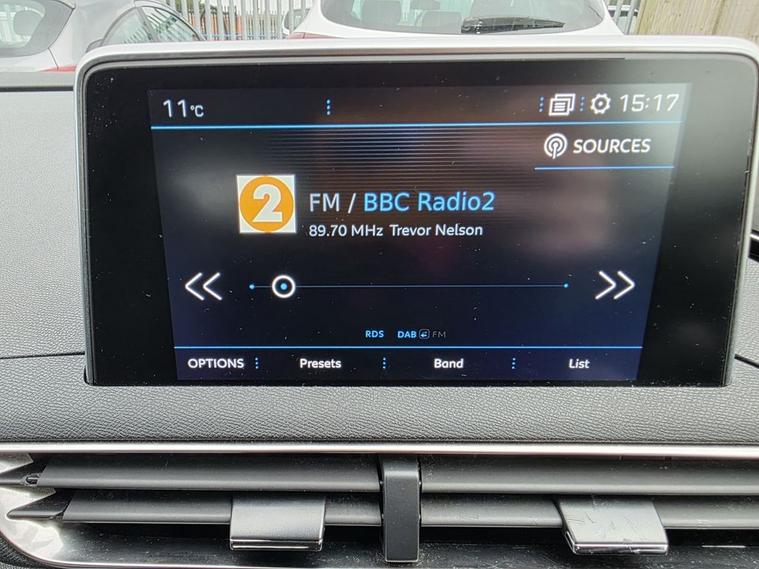 11°C
15:17
SOURCES
2
FM / BBC Radio2
89.70 MHz Trevor Nelson
RDS DAB FM
OPTIONS Presets Band List